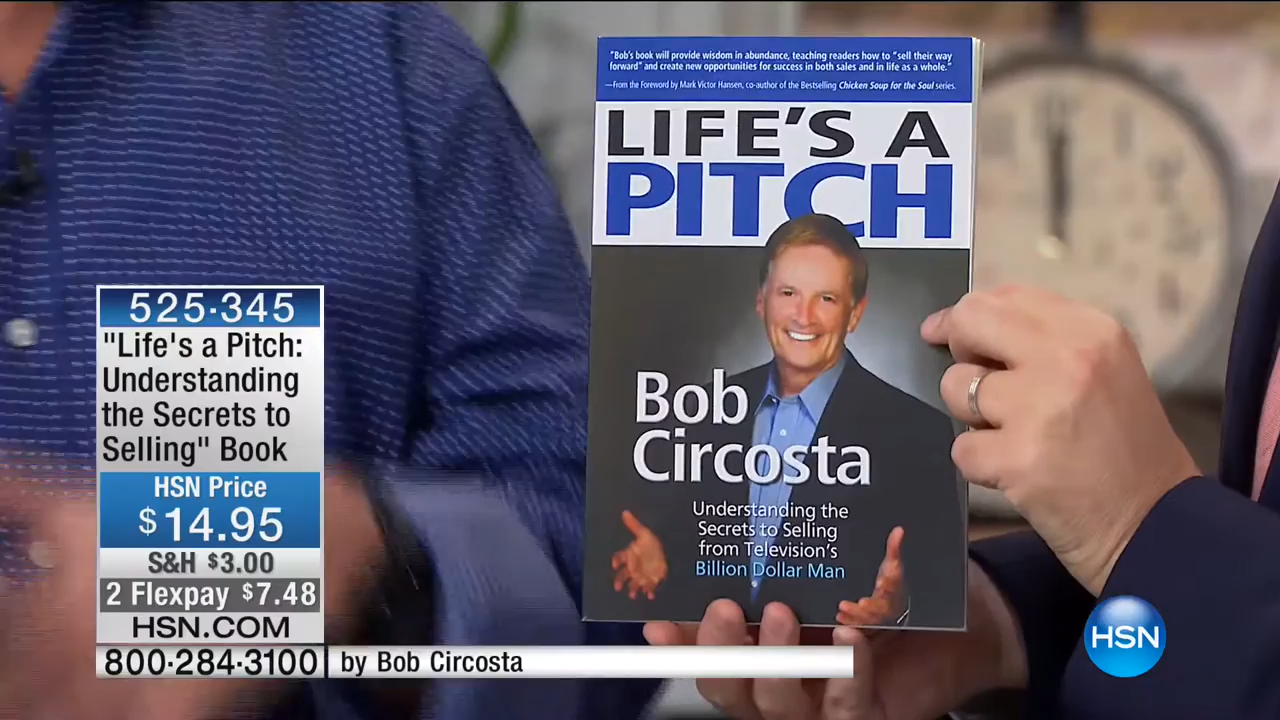 "Bob's book will provide wisdom in abundance, teaching readers how to "sell their way
forward" and create new opportunities for success in both sales and in life as a whole."
—From the Foreword by Mark Victor Hansen, co-author of the Bestselling Chicken Soup for the Soul series.
LIFE'S A
PITCH
Bob
Circosta
Understanding the
Secrets to Selling
from Television's
Billion Dollar Man
525-345
"Life's a Pitch:
Understanding
the Secrets to
Selling" Book
HSN Price
$14.95
S&H $3.00
2 Flexpay $7.48
HSN.COM
800-284-3100
by Bob Circosta
HSN